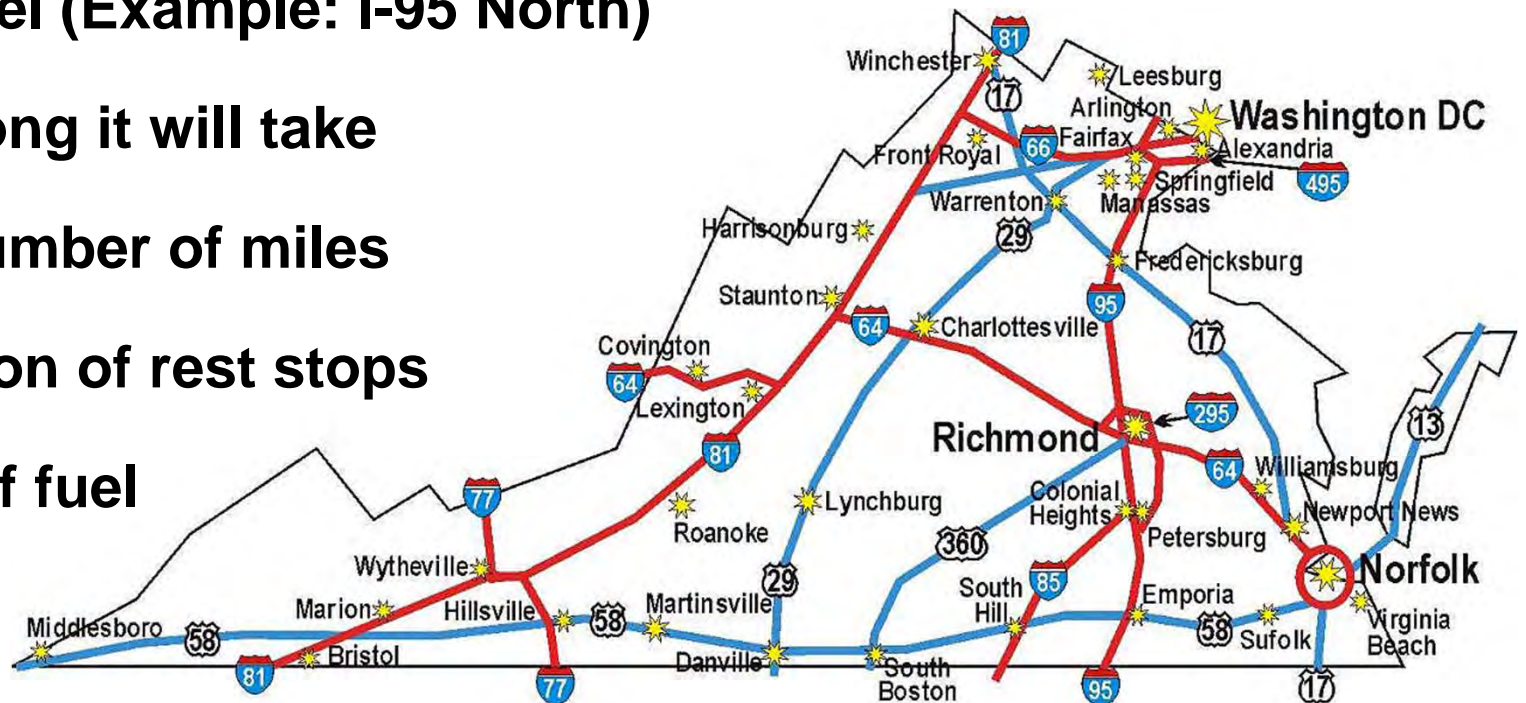 el (Example: I-95 North)
ong it will take
umber of miles
on of rest stops
f fuel
81
Winchester
17
Leesburg
Arlington
Washington DC
66
Fairfax
Front Royal
Alexandria
Springfield
495
Warrenton
Manassas
Harrisonburg
29
Fredericksburg
Staunton
95
64
Charlottesville
17
Covington
64
Lexington
295
13
Richmond
81
64
Williamsburg
77
Lynchburg
Colonial
Heights
Newport News
Roanoke
360
Petersburg
Wytheville
Norfolk
29
South
Hill
85
Marion
Hillsville
58
Martinsville
Emporia
58
Sufolk
Virginia
Beach
Middlesboro
58
Bristol
Danville
South
Boston
81
77
95
17